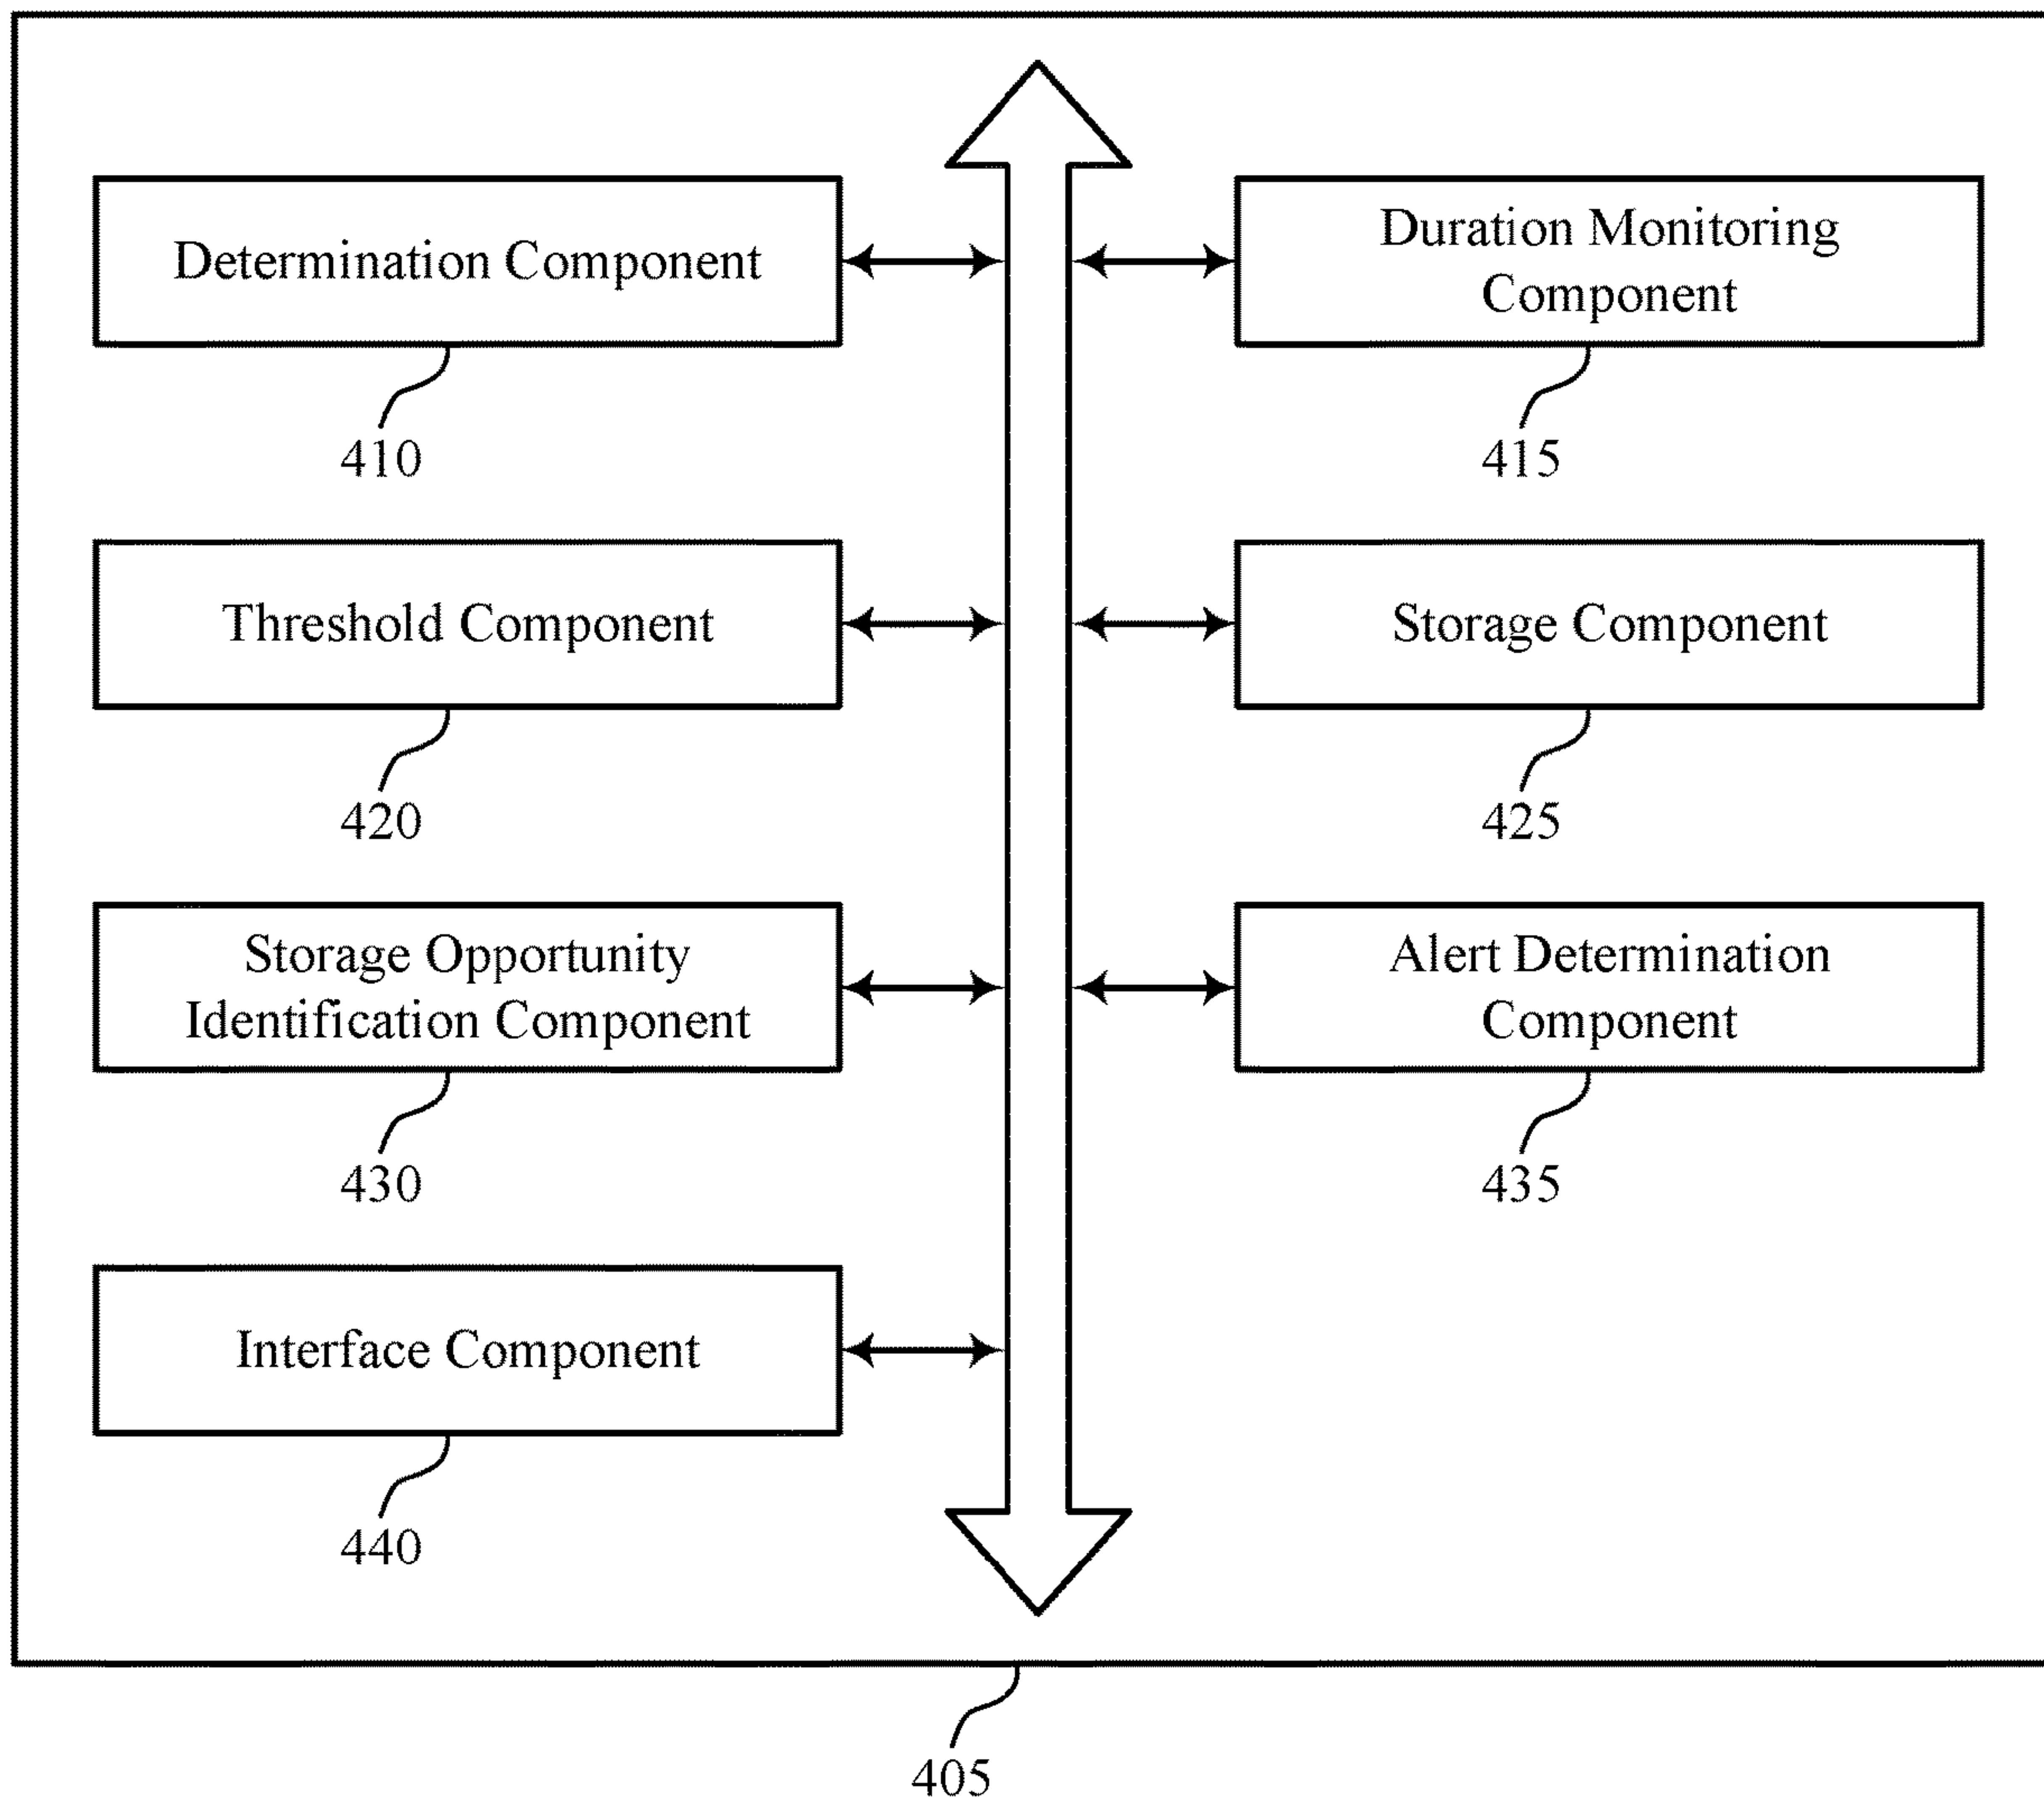 Determination Component
410
Duration Monitoring
Component
415
Threshold Component
420
Storage Component
425
Storage Opportunity
Identification Component
430
Alert Determination
Component
435
Interface Component
440
405